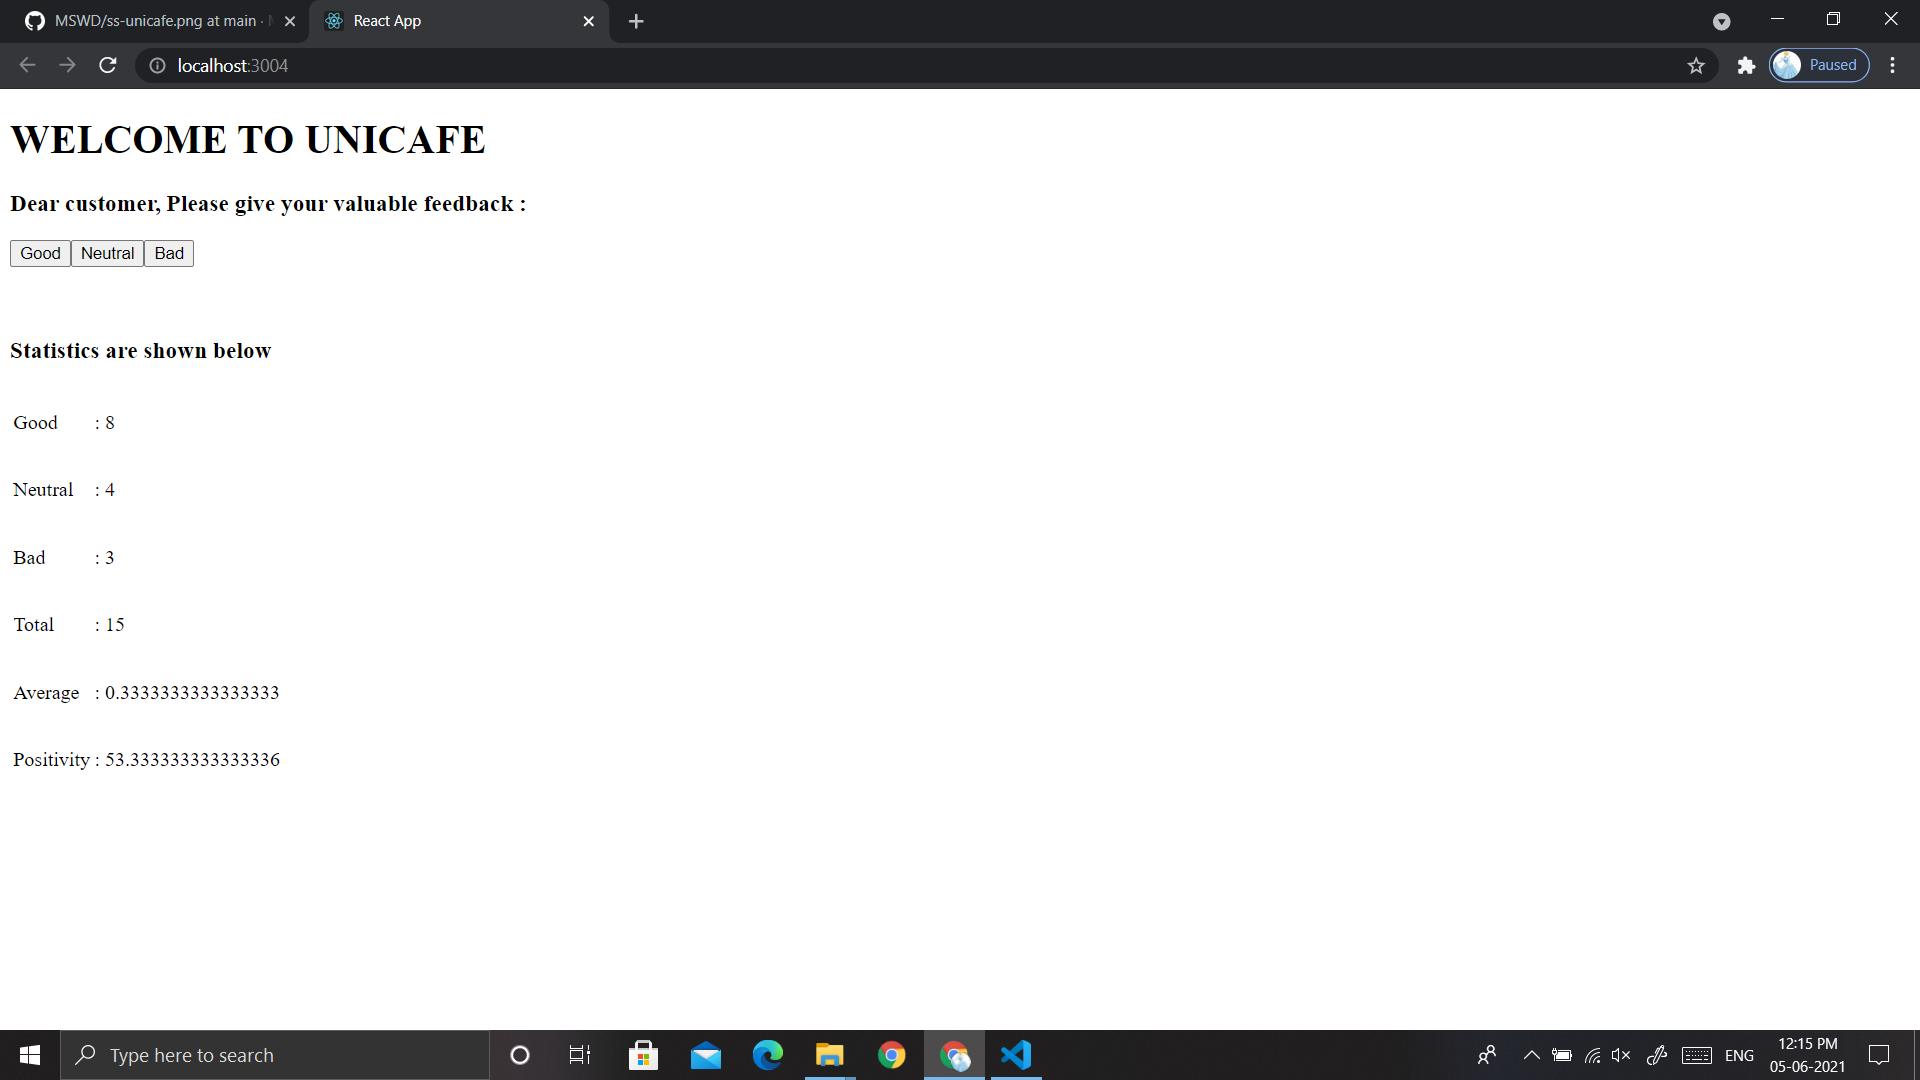 MSWD/ss-unicafe.png at main ·
React App
localhost:3004
Paused
WELCOME TO UNICAFE
Dear customer, Please give your valuable feedback :
Good Neutral Bad
Statistics are shown below
Good : 8
Neutral : 4
Bad : 3
Total : 15
Average : 0.3333333333333333
Positivity : 53.333333333333336
Type here to search
ENG
12:15 PM
05-06-2021